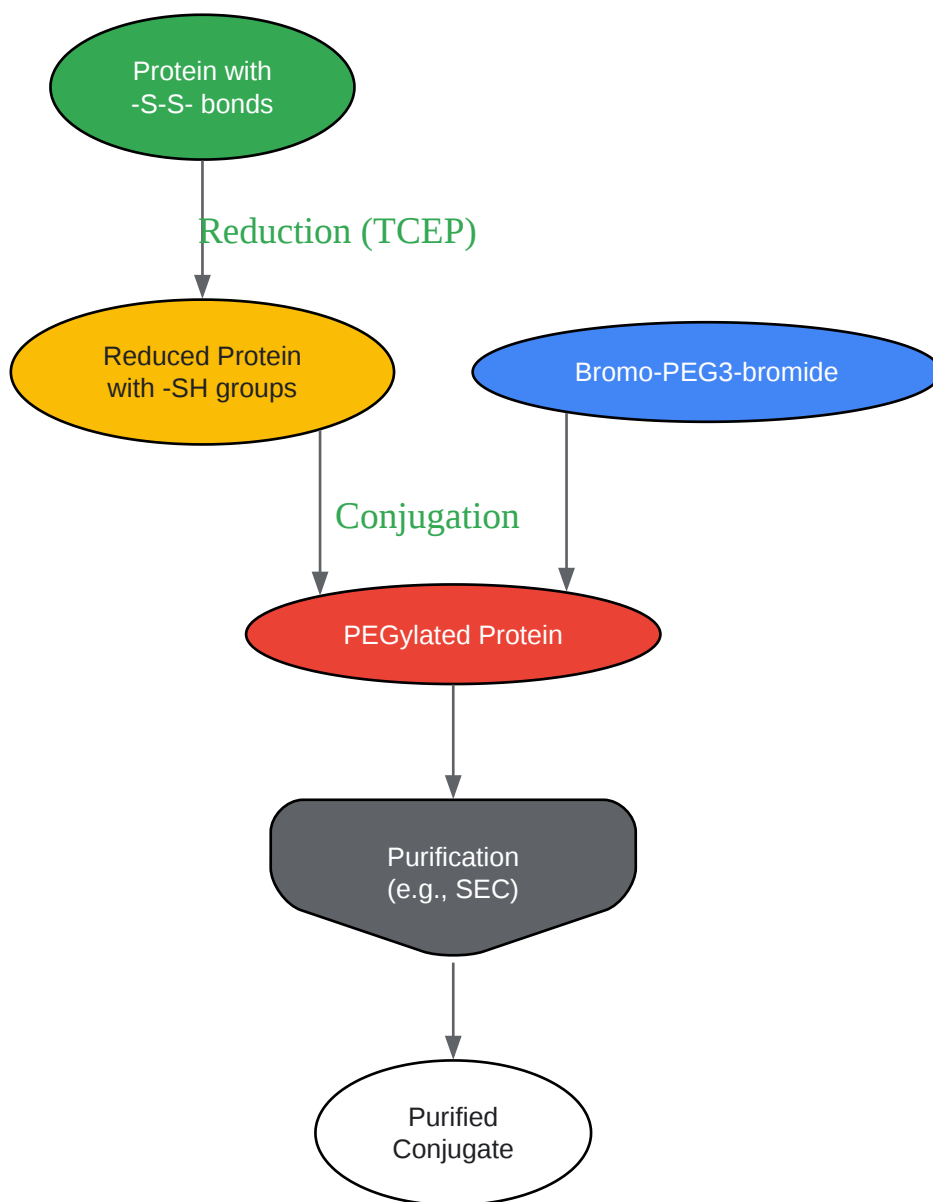 Protein with
-S-S- bonds
Reduction (TCEP)
Reduced Protein
with -SH groups
Bromo-PEG3-bromide
Conjugation
PEGylated Protein
Purification
(e.g., SEC)
Purified
Conjugate